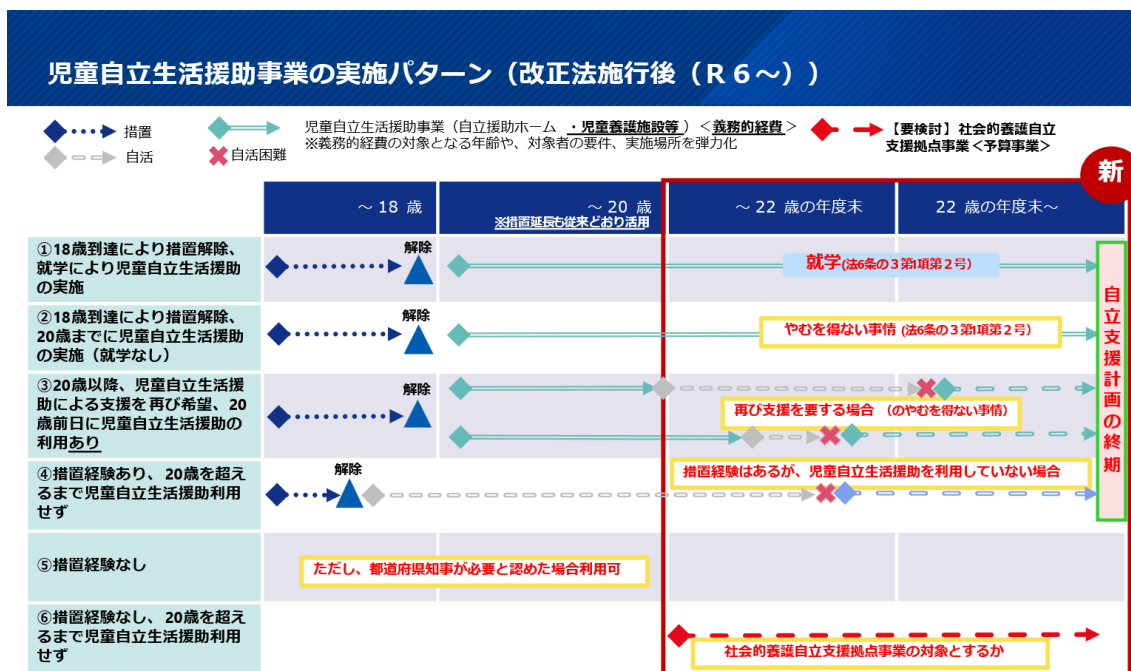 児童自立生活援助事業の実施パターン（改正法施行後（Ｒ６～））
措置
自活
自活困難
児童自立生活援助事業（自立援助ホーム ・児童養護施設等）＜義務的経費＞
※義務的経費の対象となる年齢や、対象者の要件、実施場所を弾力化
【要検討】社会的養護自立
支援拠点事業＜予算事業＞
新
～18 歳
～20 歳
※措置延長も従来どおり活用
～22 歳の年度末
22 歳の年度末～
①18歳到達により措置解除、
就学により児童自立生活援助
の実施
解除
就学(法6条の３第1項第２号)
②18歳到達により措置解除、
20歳までに児童自立生活援助
の実施（就学なし）
解除
やむを得ない事情 (法6条の３第1項第２号)
③20歳以降、児童自立生活援
助による支援を再び希望、20
歳前日に児童自立生活援助の
利用あり
解除
再び支援を要する場合 （のやむを得ない事情）
④措置経験あり、20歳を超え
るまで児童自立生活援助利用
せず
解除
措置経験はあるが、児童自立生活援助を利用していない場合
自立支援計画の終期
⑤措置経験なし
ただし、都道府県知事が必要と認めた場合利用可
⑥措置経験なし、20歳を超え
るまで児童自立生活援助利用
せず
社会的養護自立支援拠点事業の対象とするか